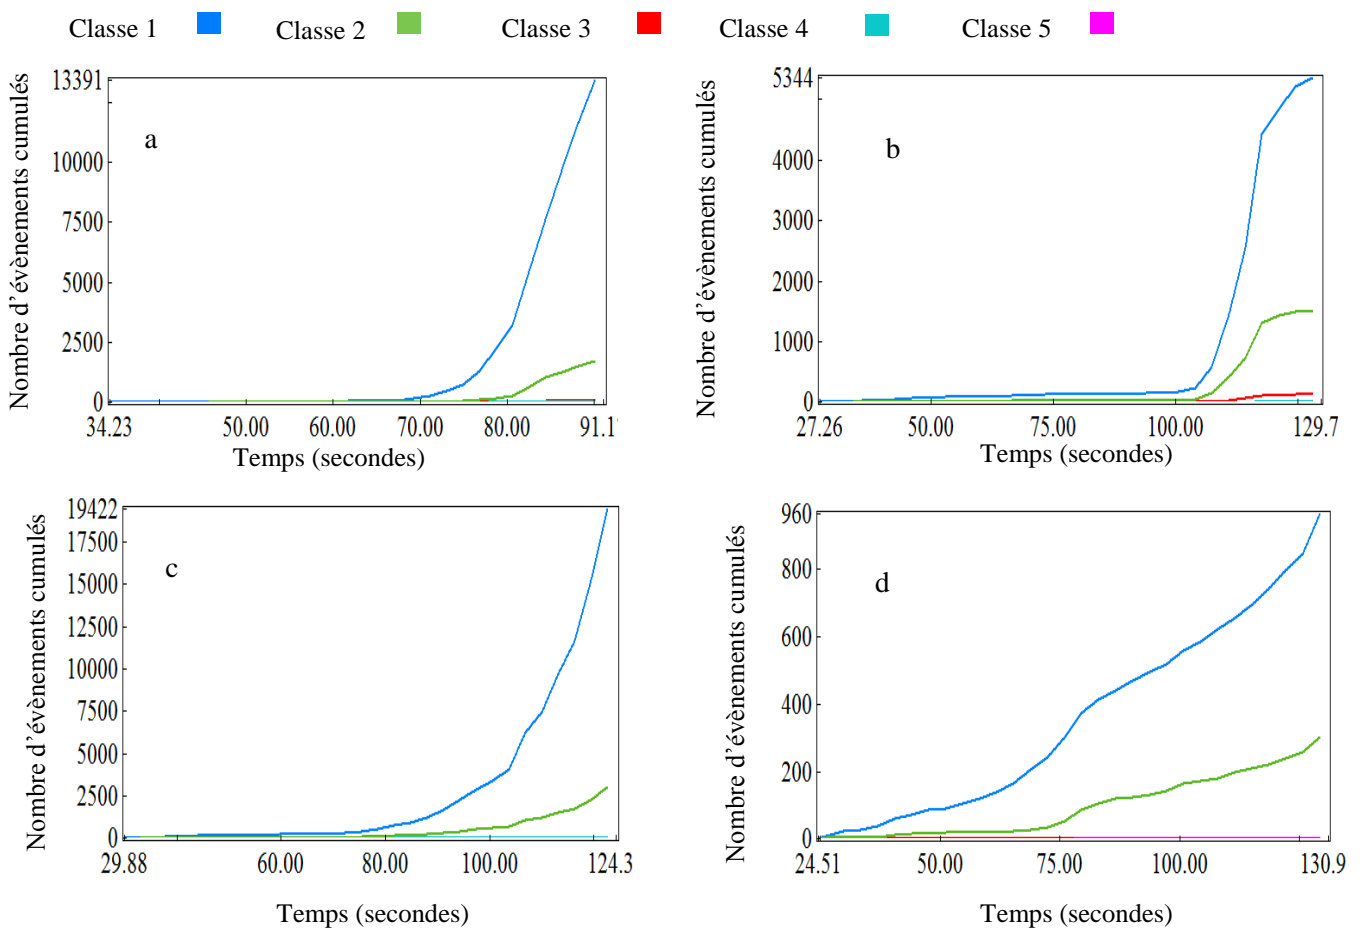 Classe 1 Classe 2 Classe 3 Classe 4 Classe 5
Nombre d'évènements cumulés
13391
10000
7500
5000
2500
0
a
34.23 50.00 60.00 70.00 80.00 91.1
Temps (secondes)
Nombre d'évènements cumulés
5344
4000
3000
2000
1000
0
b
27.26 50.00 75.00 100.00 129.7
Temps (secondes)
Nombre d'évènements cumulés
19422
17500
15000
12500
10000
7500
5000
2500
0
c
29.88 60.00 80.00 100.00 124.3
Temps (secondes)
Nombre d'évènements cumulés
960
800
600
400
200
0
d
24.51 50.00 75.00 100.00 130.9
Temps (secondes)